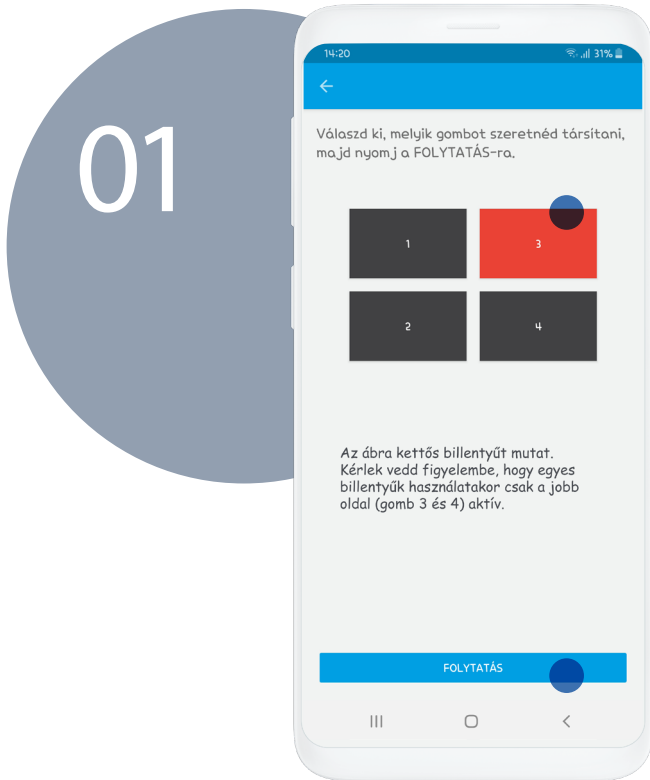 01
14:20 31%
Válaszd ki, melyik gombot szeretnéd társítani,
majd nyomj a FOLYTATÁS-ra.
1 3
2 4
Az ábra kettős billentyűt mutat.
Kérlek vedd figyelembe, hogy egyes
billentyűk használatakor csak a jobb
oldal (gomb 3 és 4) aktív.
FOLYTATÁS